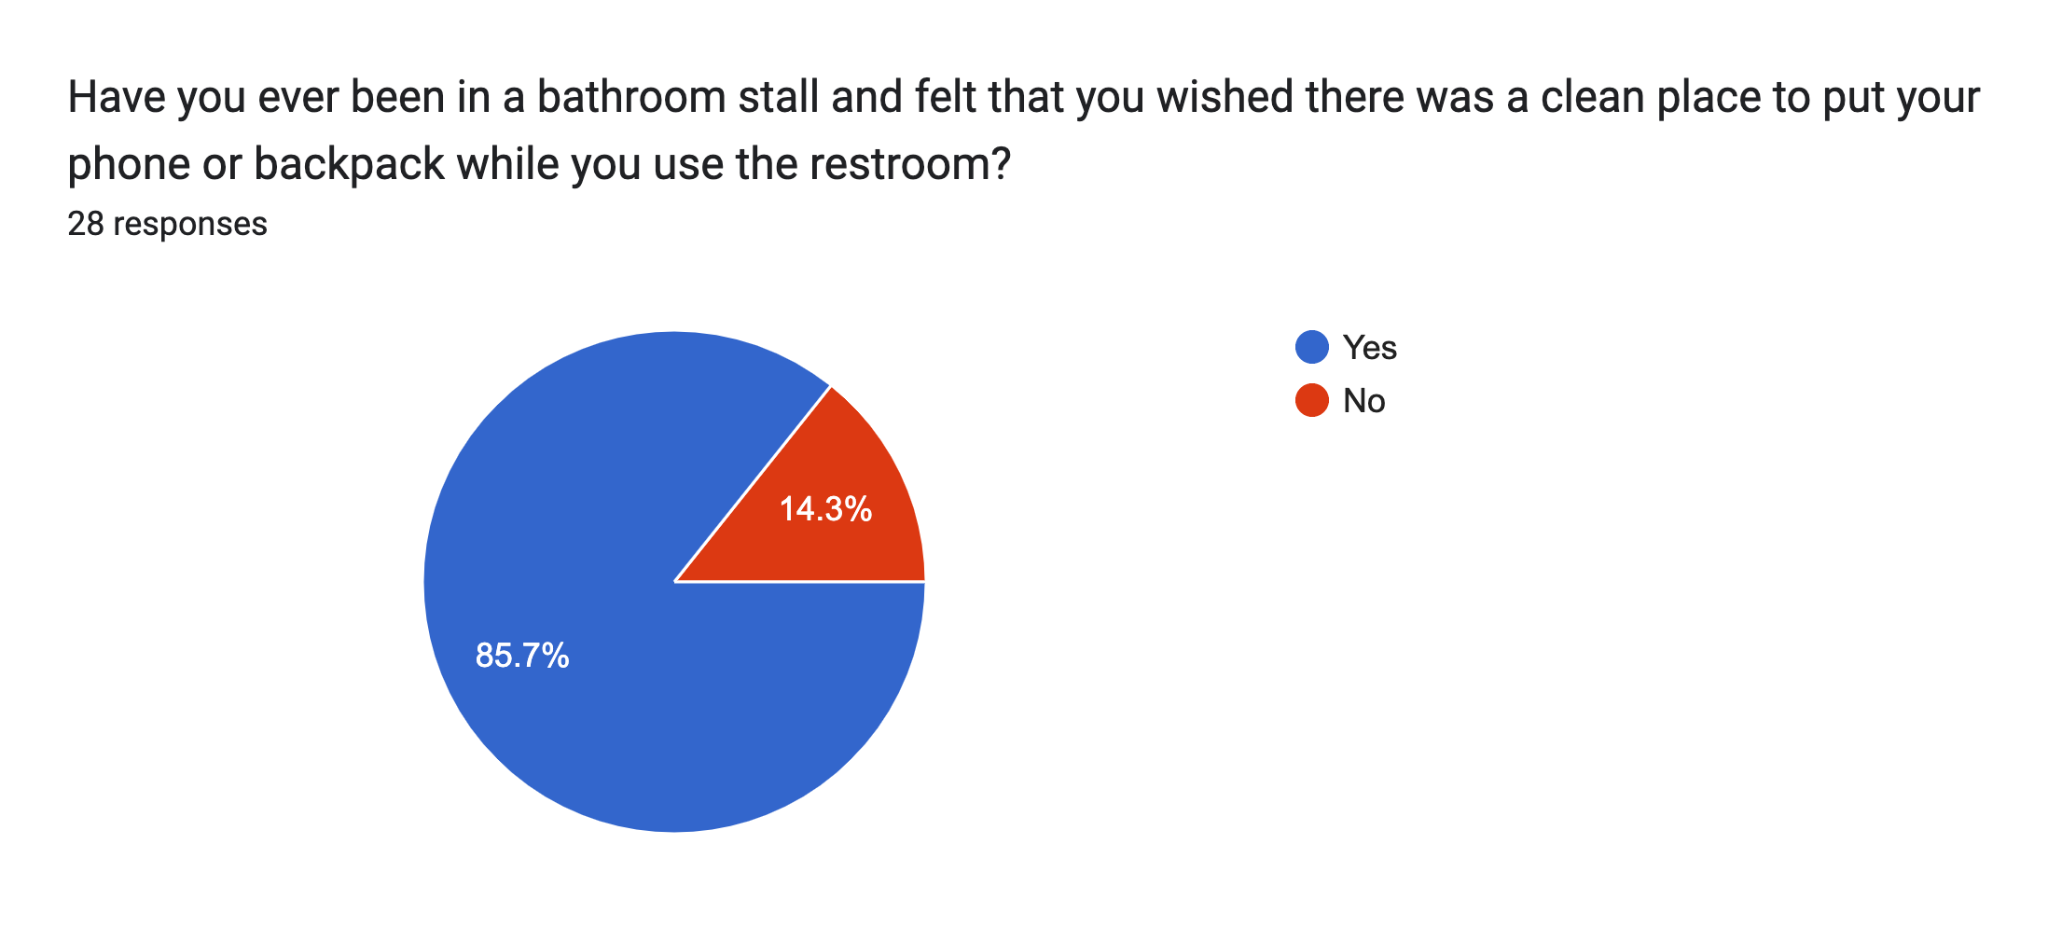 Have you ever been in a bathroom stall and felt that you wished there was a clean place to put your
phone or backpack while you use the restroom?
28 responses
Yes
No
14.3%
85.7%